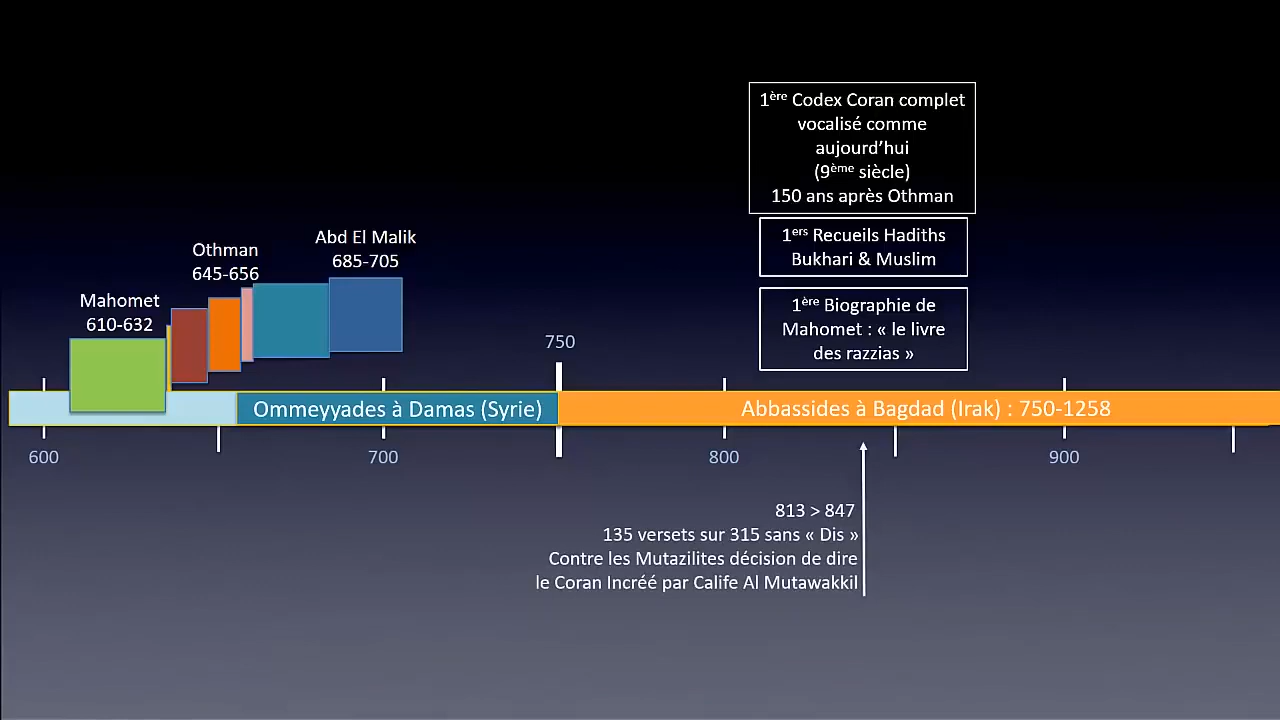 1ère Codex Coran complet
vocalisé comme
aujourd'hui
(9ème siècle)
150 ans après Othman
1ers Recueils Hadiths
Bukhari & Muslim
1ère Biographie de
Mahomet : « le livre
des razzias »
Abd El Malik
685-705
Othman
645-656
Mahomet
610-632
750
Ommeyyades à Damas (Syrie)
Abbassides à Bagdad (Irak) : 750-1258
600
700
800
900
813 > 847
135 versets sur 315 sans « Dis »
Contre les Mutazilites décision de dire
le Coran Incréé par Calife Al Mutawakkil